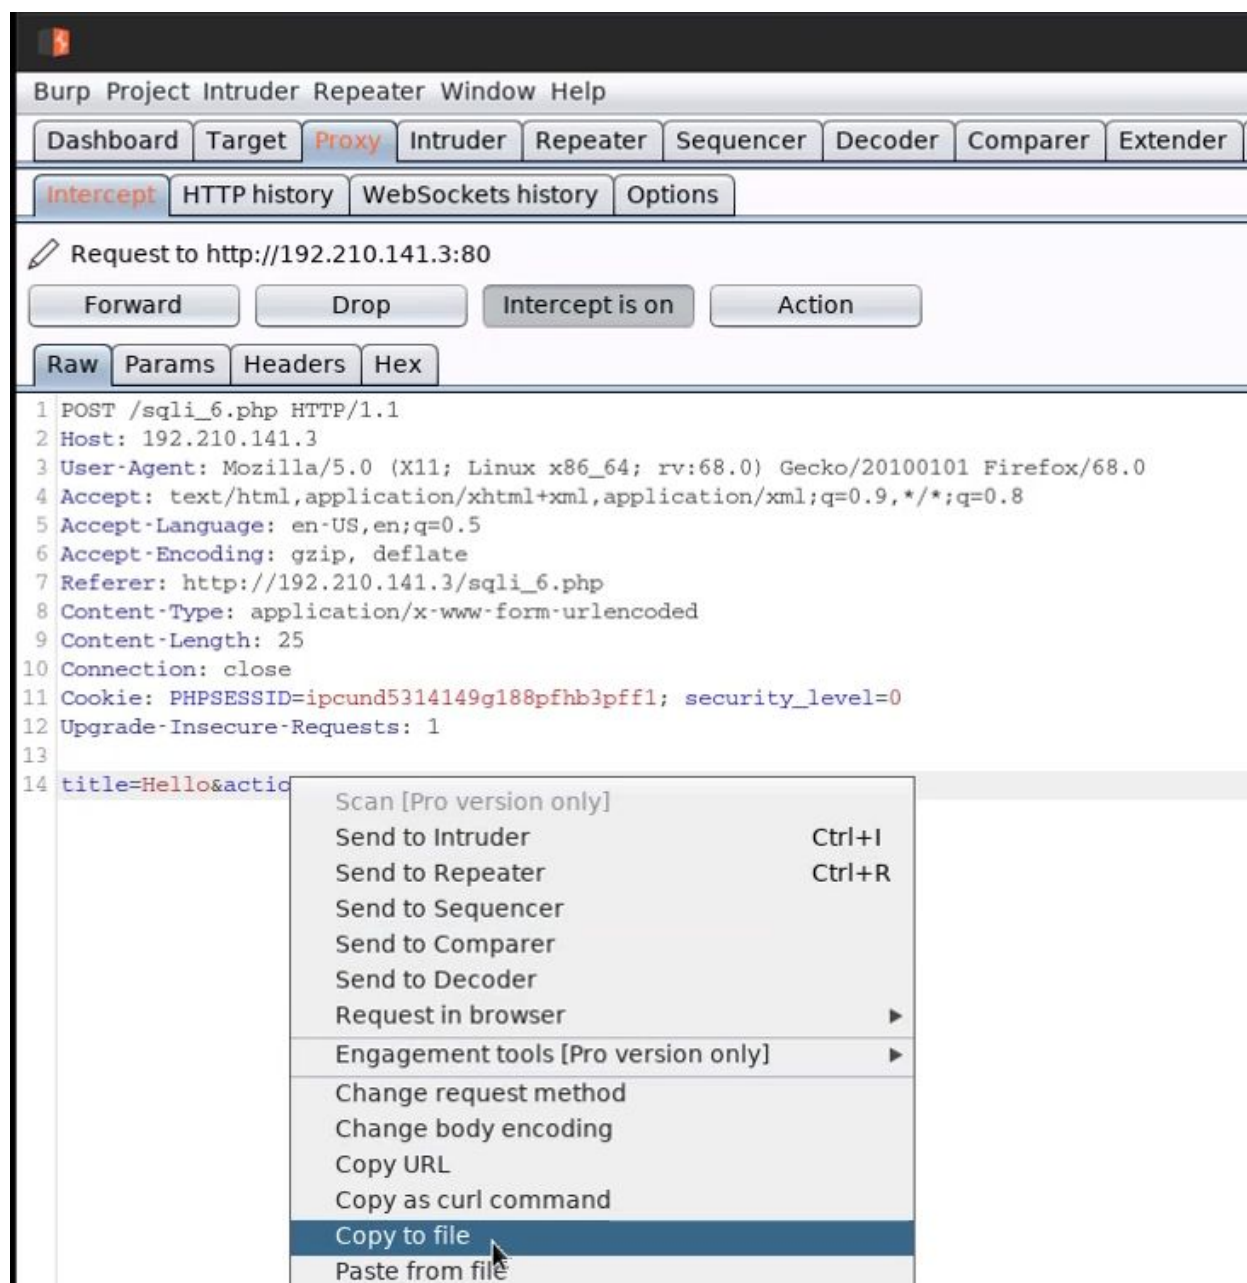 Burp Project Intruder Repeater Window Help
Dashboard Target Proxy Intruder Repeater Sequencer Decoder Comparer Extender
Intercept HTTP history WebSockets history Options
Request to http://192.210.141.3:80
Forward Drop Intercept is on Action
Raw Params Headers Hex
1 POST /sqli_6.php HTTP/1.1
2 Host: 192.210.141.3
3 User-Agent: Mozilla/5.0 (X11; Linux x86_64; rv:68.0) Gecko/20100101 Firefox/68.0
4 Accept: text/html,application/xhtml+xml,application/xml;q=0.9,*/*;q=0.8
5 Accept-Language: en-US,en;q=0.5
6 Accept-Encoding: gzip, deflate
7 Referer: http://192.210.141.3/sqli_6.php
8 Content-Type: application/x-www-form-urlencoded
9 Content-Length: 25
10 Connection: close
11 Cookie: PHPSESSID=ipcund5314149g188pfhb3pff1; security_level=0
12 Upgrade-Insecure-Requests: 1
13
14 title=Hello&actio
Scan [Pro version only]
Send to Intruder Ctrl+I
Send to Repeater Ctrl+R
Send to Sequencer
Send to Comparer
Send to Decoder
Request in browser
Engagement tools [Pro version only]
Change request method
Change body encoding
Copy URL
Copy as curl command
Copy to file
Paste from file